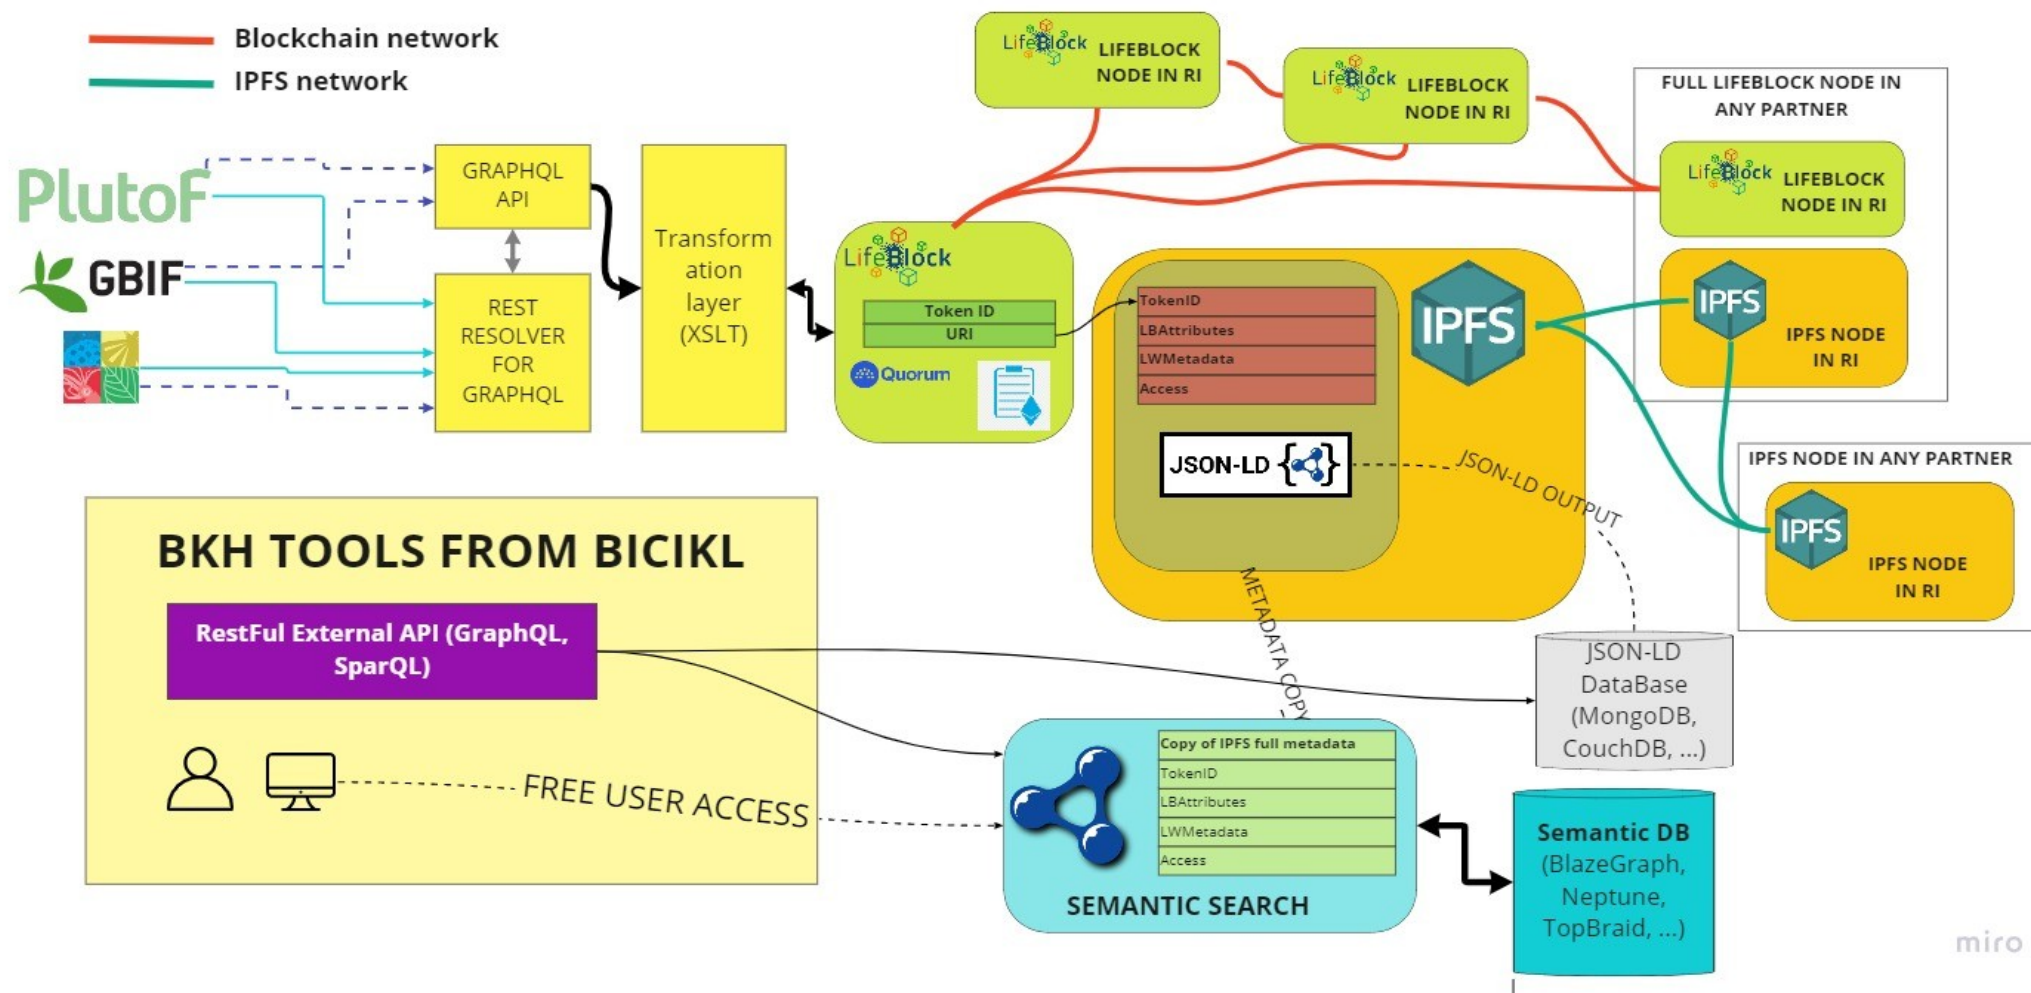 Blockchain network
IPFS network
PlutoF
GBIF
GRAPHQL
API
REST
RESOLVER
FOR
GRAPHQL
Transform
ation
layer
(XSLT)
LifeBlock
Token ID
URI
Quorum
LifeBlock
LIFEBLOCK
NODE IN RI
LifeBlock
LIFEBLOCK
NODE IN RI
FULL LIFEBLOCK NODE IN
ANY PARTNER
LifeBlock
LIFEBLOCK
NODE IN RI
IPFS
IPFS NODE
IN RI
TokenID
LBAttributes
LWMetadata
Access
IPFS
JSON-LD
JSON-LD OUTPUT
METADATA COPY
IPFS NODE IN ANY PARTNER
IPFS
IPFS NODE
IN RI
BKH TOOLS FROM BICIKL
RestFul External API (GraphQL,
SparQL)
FREE USER ACCESS
JSON-LD
DataBase
(MongoDB,
CouchDB, ...)
Copy of IPFS full metadata
TokenID
LBAttributes
LWMetadata
Access
SEMANTIC SEARCH
Semantic DB
(BlazeGraph,
Neptune,
TopBraid, ...)
miro